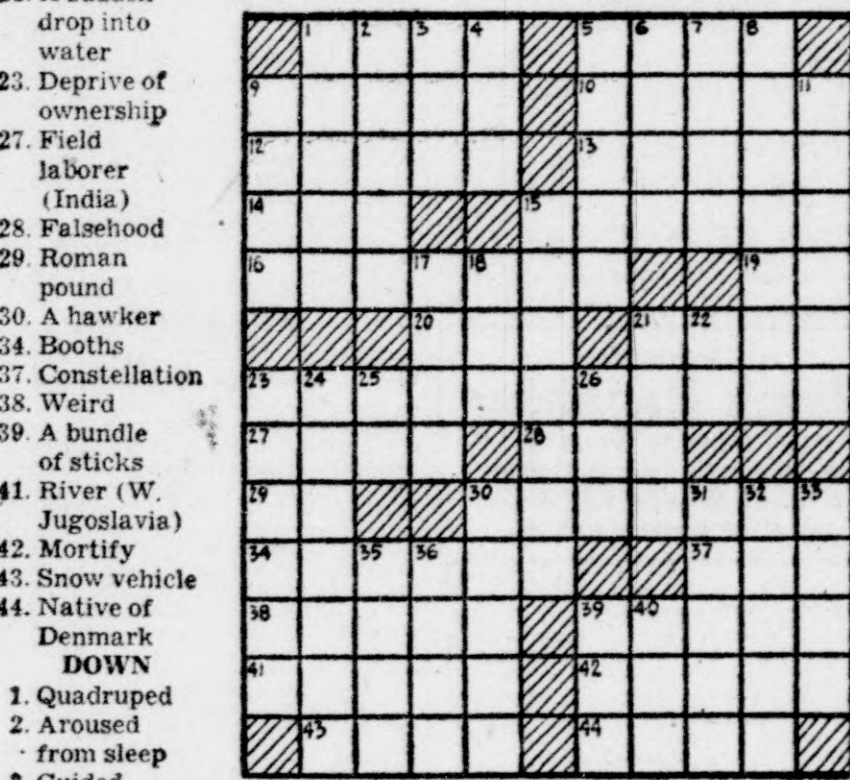 drop into
water
23. Deprive of
ownership
27. Field
laborer
(India)
28. Falsehood
29. Roman
pound
30. A hawker
34. Booths
37. Constellation
38. Weird
39. A bundle
of sticks
41. River (W.
Jugoslavia)
42. Mortify
43. Snow vehicle
44. Native of
Denmark
DOWN
1. Quadruped
2. Aroused
from sleep
1 2 3 4 5 6 7 8
9 10 11
12 13
14 15
16 17 18 19
20 21 22
23 24 25 26
27 28
29 30 31 32 33
34 35 36 37
38 39 40
41 42
43 44